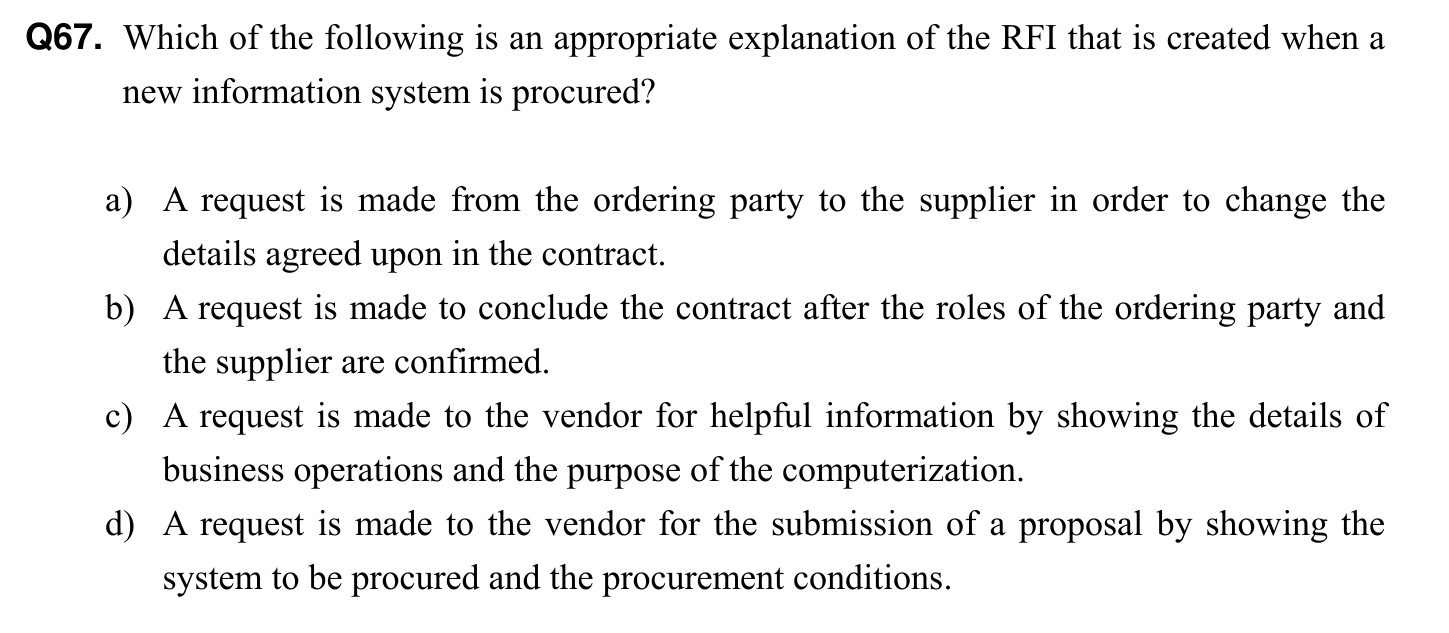 Q67. Which of the following is an appropriate explanation of the RFI that is created when a
new information system is procured?
a) A request is made from the ordering party to the supplier in order to change the
details agreed upon in the contract.
b) A request is made to conclude the contract after the roles of the ordering party and
the supplier are confirmed.
c) A request is made to the vendor for helpful information by showing the details of
business operations and the purpose of the computerization.
d) A request is made to the vendor for the submission of a proposal by showing the
system to be procured and the procurement conditions.